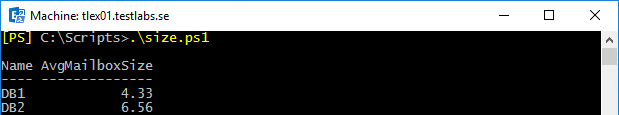 Machine: tlex01.testlabs.se
[PS] C:\Scripts>.\size.ps1
Name AvgMailboxSize
---- --------------
DB1 4.33
DB2 6.56